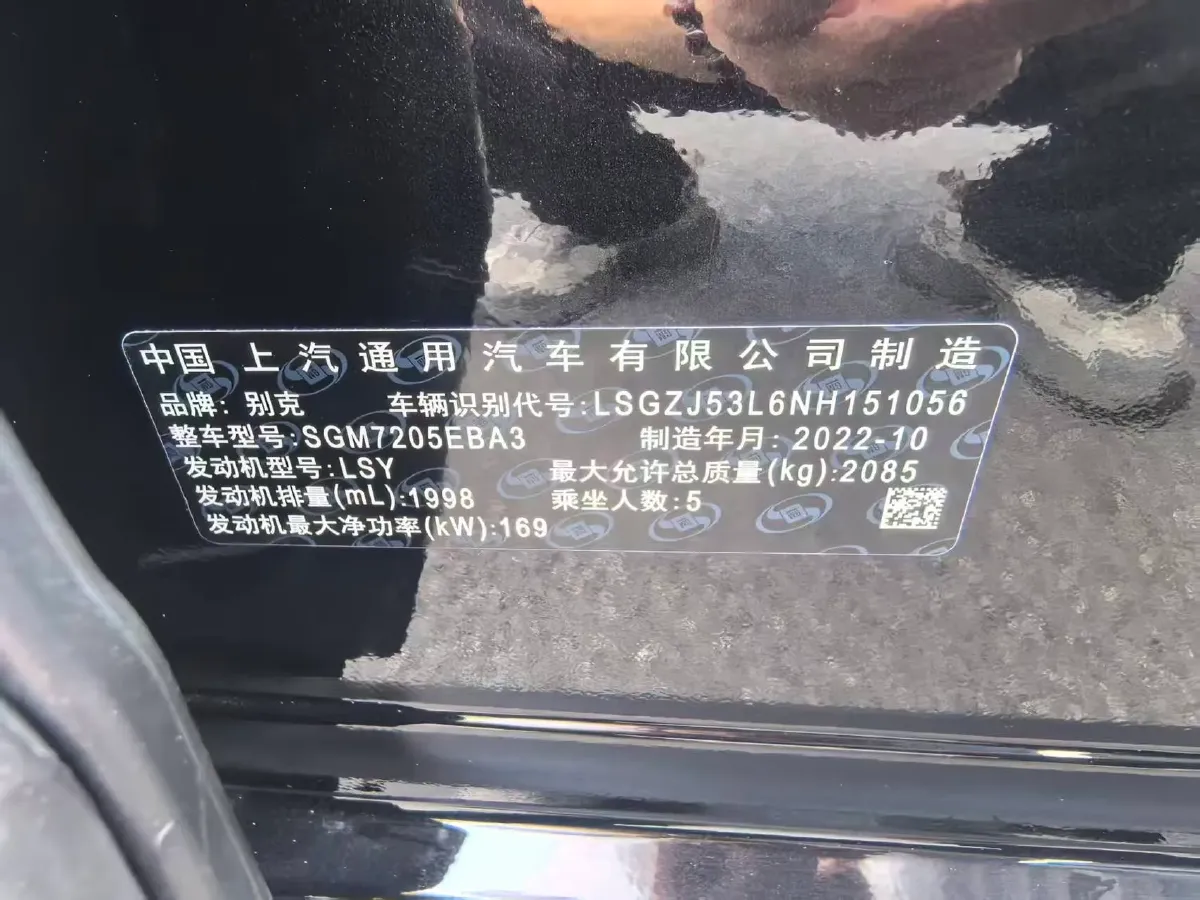 中国上汽通用汽车有限公司制造
品牌:别克 车辆识别代号:LSGZJ53L6NH151056
整车型号:SGM7205EBA3 制造年月:2022-10
发动机型号:LSY 最大允许总质量(kg):2085
发动机排量(mL):1998 乘坐人数:5
发动机最大净功率(kW):169